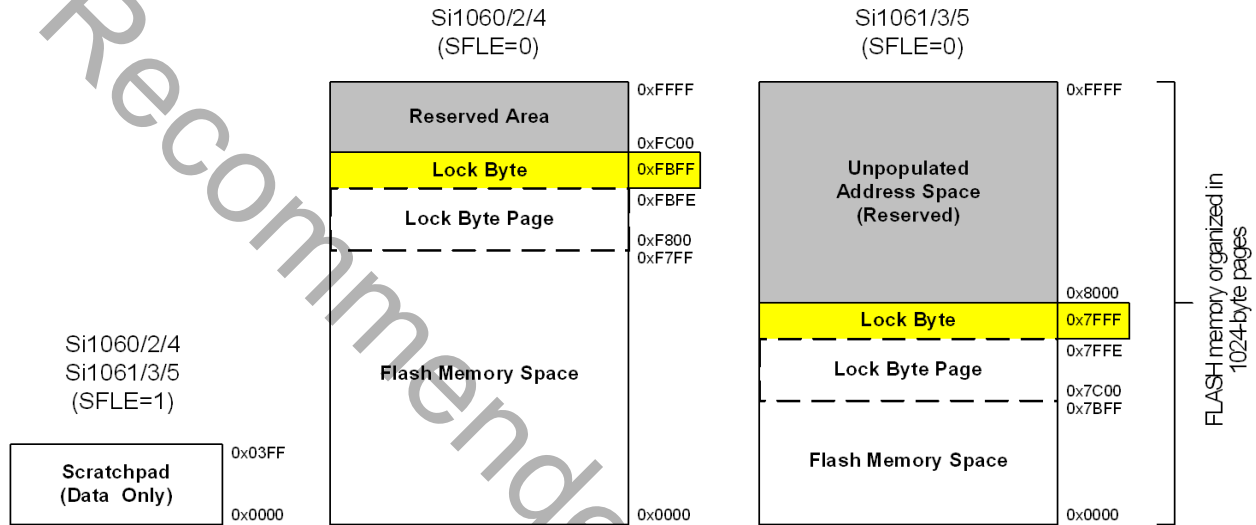 Si1060/2/4
(SFLE=0)
Si1061/3/5
(SFLE=0)
0xFFFF
Reserved Area
0xFC00
Lock Byte
0xFBFF
0xFBFE
Lock Byte Page
0xF800
0xF7FF
Flash Memory Space
0x0000
0xFFFF
Unpopulated
Address Space
(Reserved)
0x8000
Lock Byte
0x7FFF
0x7FFE
Lock Byte Page
0x7C00
0x7BFF
Flash Memory Space
0x0000
FLASH memory organized in
1024-byte pages
Si1060/2/4
Si1061/3/5
(SFLE=1)
0x03FF
Scratchpad
(Data Only)
0x0000
Recommende